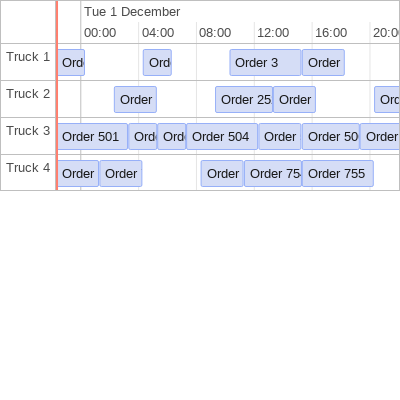 Tue 1 December
00:00 04:00 08:00 12:00 16:00 20:0
Truck 1 Ord Ord Order 3 Order
Truck 2 Order Order 25 Order Ord
Truck 3 Order 501 Ord Ord Order 504 Order Order 50 Order
Truck 4 Order Order Order Order 75 Order 755